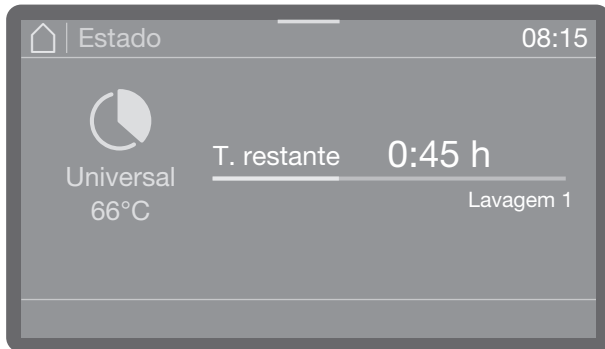 Estado 08:15
T. restante 0:45 h
Universal
66°C
Lavagem 1